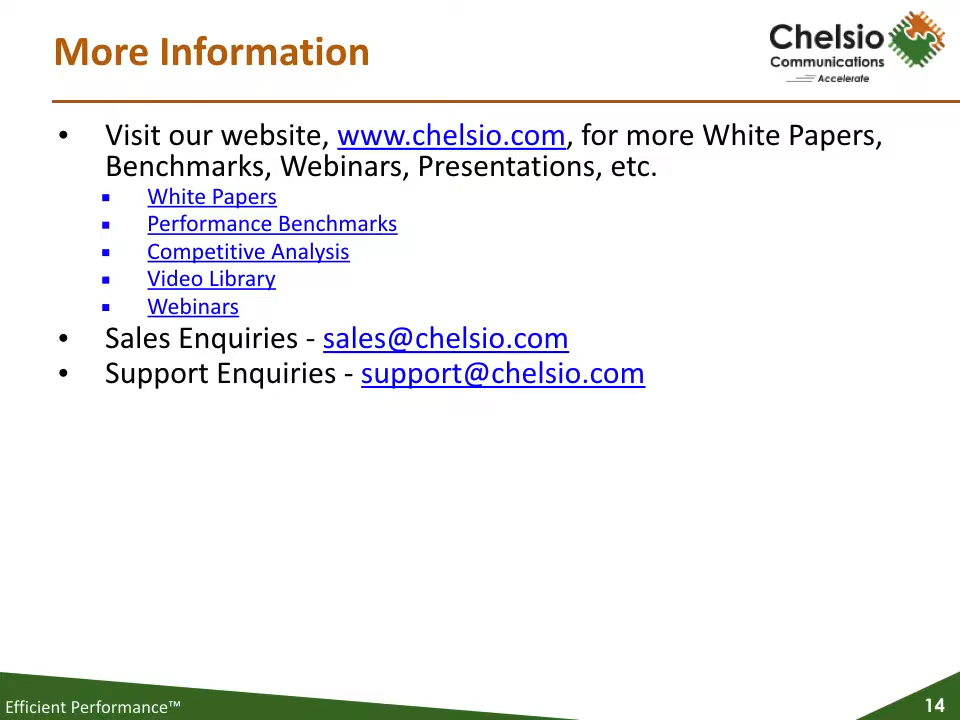 More Information
Chelsio
Communications
Accelerate
• Visit our website, www.chelsio.com, for more White Papers,
Benchmarks, Webinars, Presentations, etc.
▪ White Papers
▪ Performance Benchmarks
▪ Competitive Analysis
▪ Video Library
▪ Webinars
• Sales Enquiries - sales@chelsio.com
• Support Enquiries - support@chelsio.com
Efficient Performance™
14